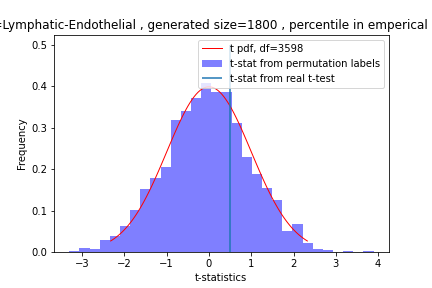 =Lymphatic-Endothelial , generated size=1800 , percentile in emperical
t pdf, df=3598
t-stat from permutation labels
t-stat from real t-test
Frequency
0.5
0.4
0.3
0.2
0.1
0.0
−3 −2 −1 0 1 2 3 4
t-statistics